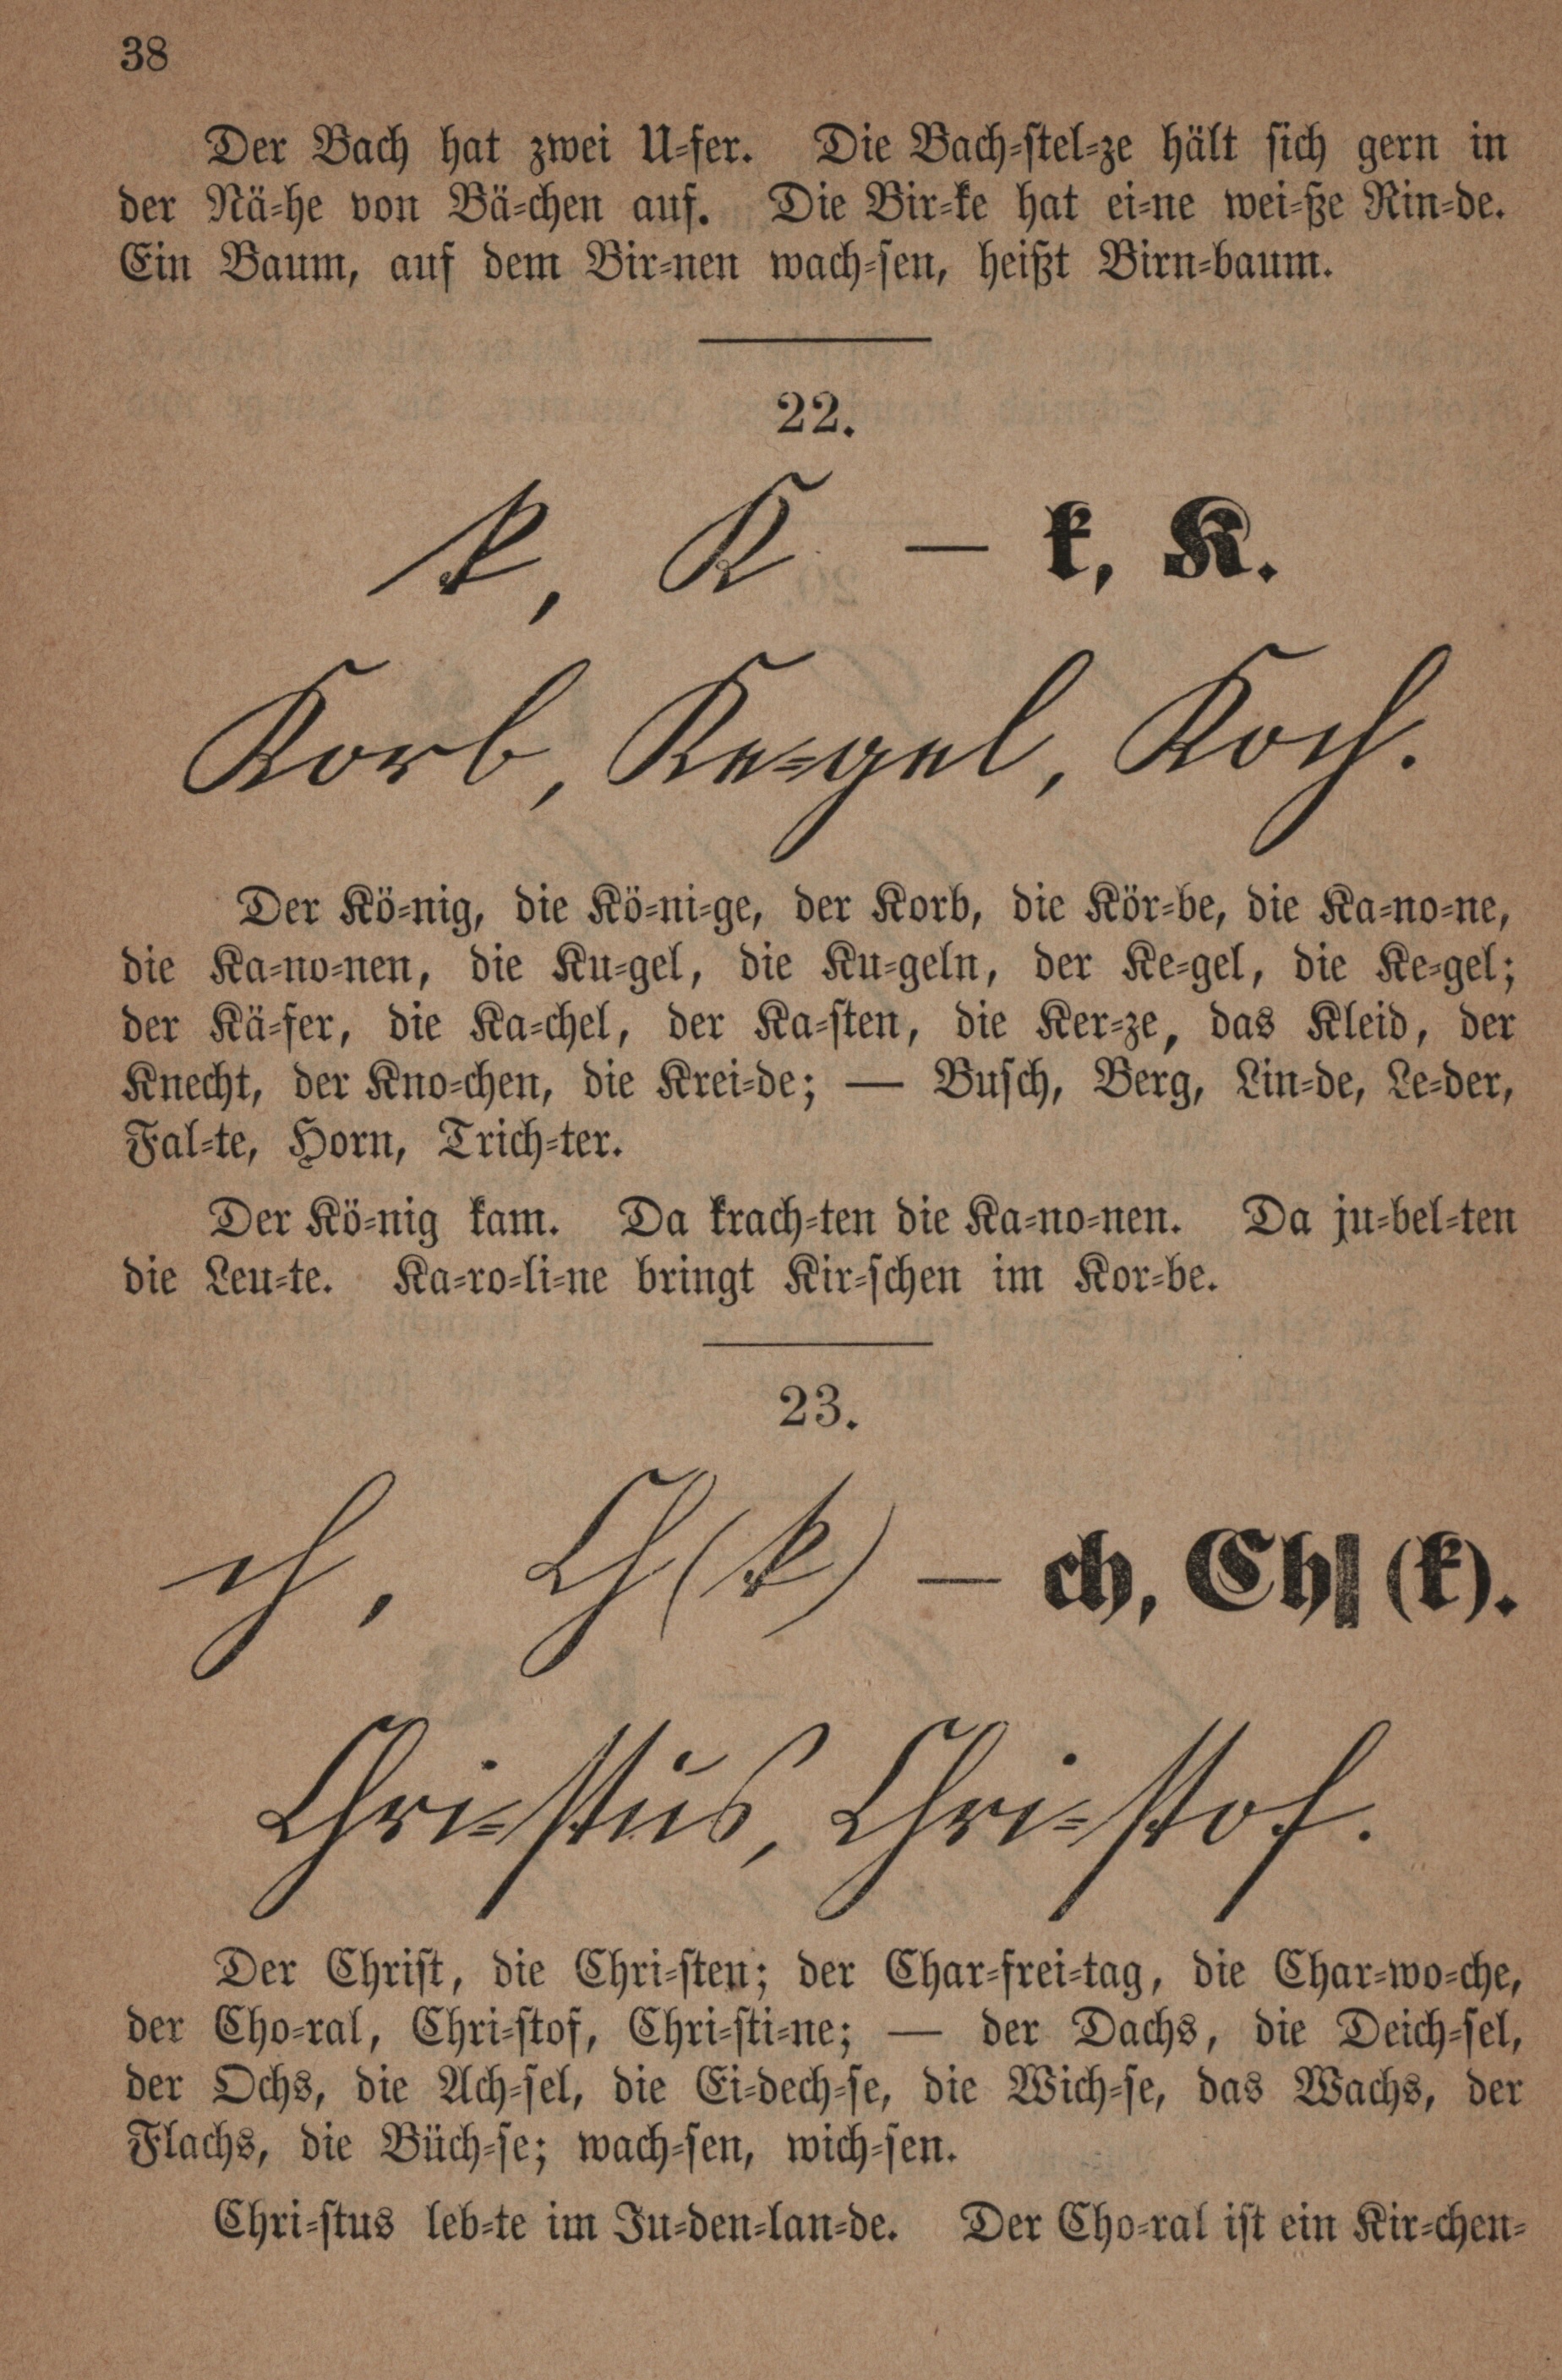 38
Der Bach hat zwei U-fer. Die Bach-stel-ze hält sich gern in
der Nä-he von Bä-chen auf. Die Bir-ke hat ei-ne wei-ße Rin-de.
Ein Baum, auf dem Bir-nen wach-sen, heißt Birn-baum.
22.
k, K — k, K.
Korb, Ke-gel, Koch.
Der Kö-nig, die Kö-ni-ge, der Korb, die Kör-be, die Ka-no-ne,
die Ka-no-nen, die Ku-gel, die Ku-geln, der Ke-gel, die Ke-gel;
der Kä-fer, die Ka-chel, der Ka-sten, die Ker-ze, das Kleid, der
Knecht, der Kno-chen, die Krei-de; — Busch, Berg, Lin-de, Le-der,
Fal-te, Horn, Trich-ter.
Der Kö-nig kam. Da krach-ten die Ka-no-nen. Da ju-bel-ten
die Leu-te. Ka-ro-li-ne bringt Kir-schen im Kor-be.
23.
ch, Ch (k) — ch, Ch (k).
Chri-stus, Chri-stof.
Der Christ, die Chri-sten; der Char-frei-tag, die Char-wo-che,
der Cho-ral, Chri-stof, Chri-sti-ne; — der Dachs, die Deich-sel,
der Ochs, die Ach-sel, die Ei-dech-se, die Wich-se, das Wachs, der
Flachs, die Büch-se; wach-sen, wich-sen.
Chri-stus leb-te im Ju-den-lan-de. Der Cho-ral ist ein Kir-chen-